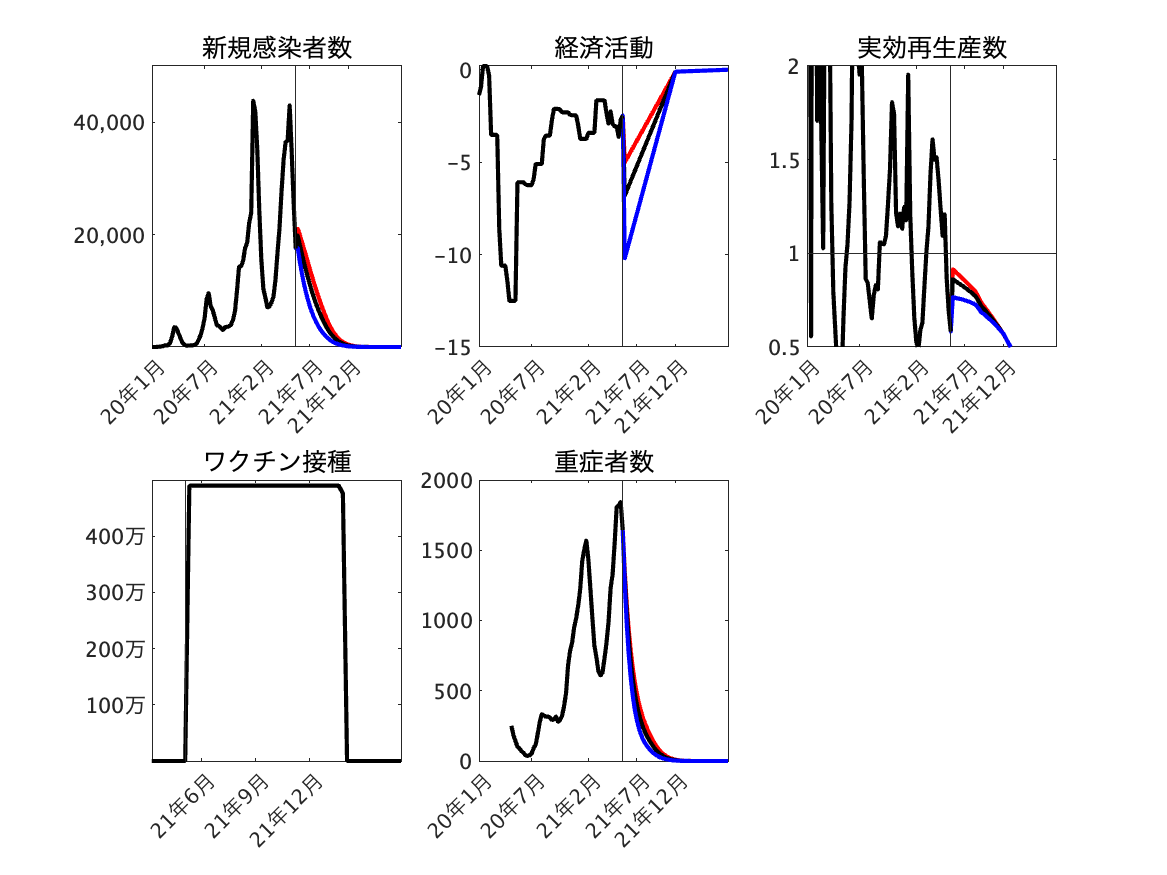 新規感染者数
40,000
20,000
20年1月
20年7月
21年2月
21年7月
21年12月
経済活動
0
-5
-10
-15
20年1月
20年7月
21年2月
21年7月
21年12月
実効再生産数
2
1.5
1
0.5
20年1月
20年7月
21年2月
21年7月
21年12月
ワクチン接種
400万
300万
200万
100万
21年6月
21年9月
21年12月
重症者数
2000
1500
1000
500
0
20年1月
20年7月
21年2月
21年7月
21年12月